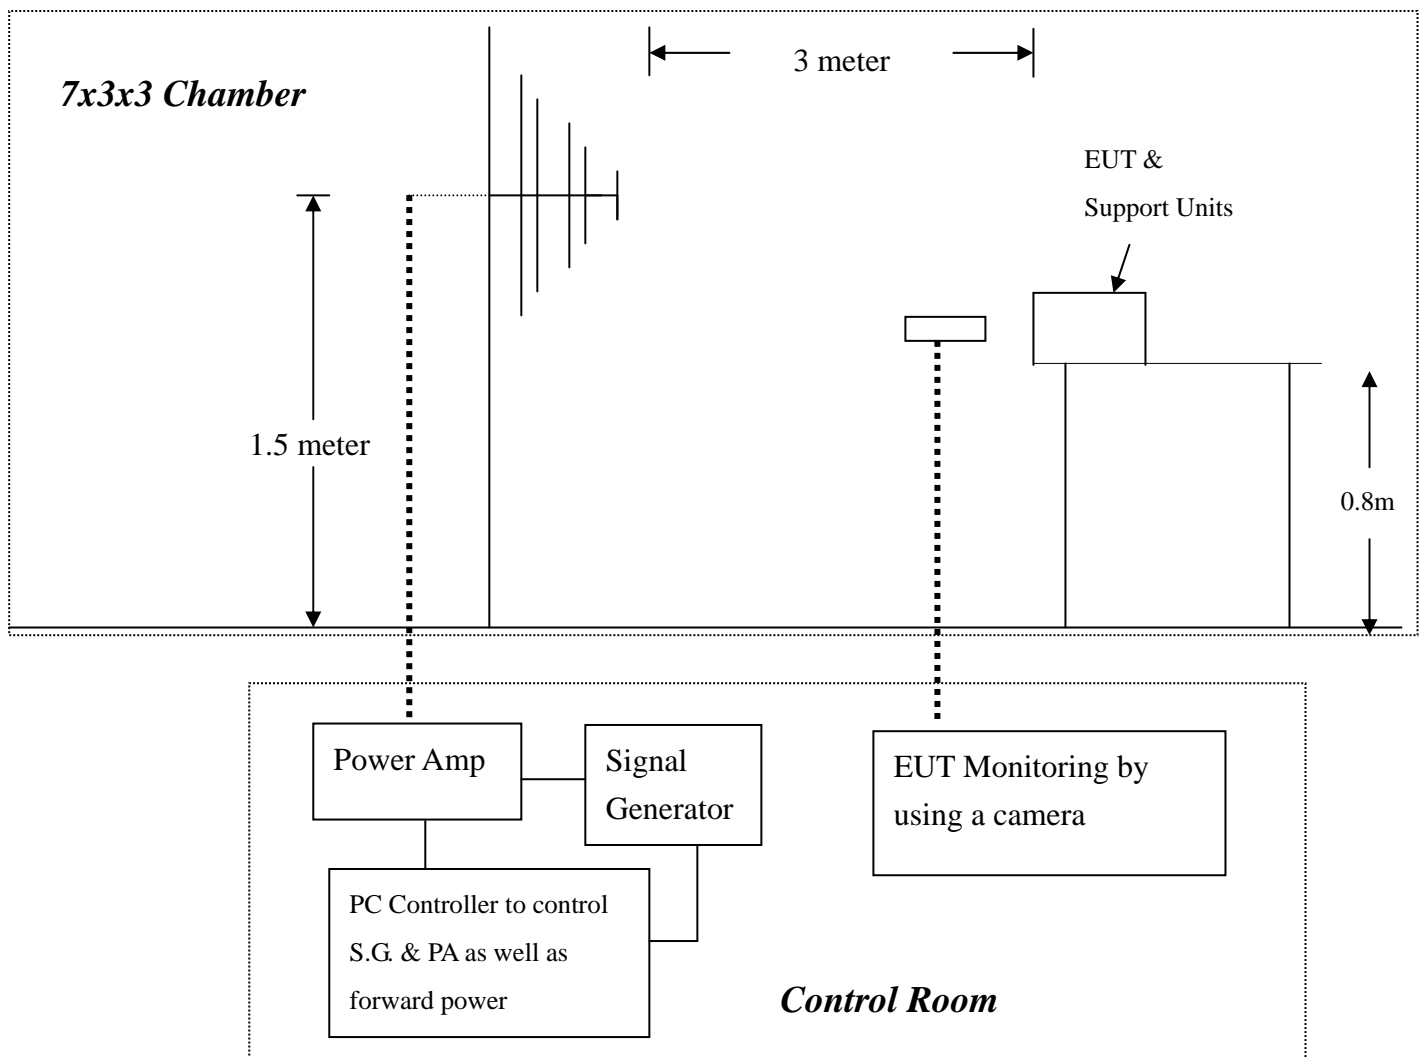 7x3x3 Chamber
3 meter
EUT &
Support Units
1.5 meter
0.8m
Power Amp
Signal
Generator
EUT Monitoring by
using a camera
PC Controller to control
S.G. & PA as well as
forward power
Control Room